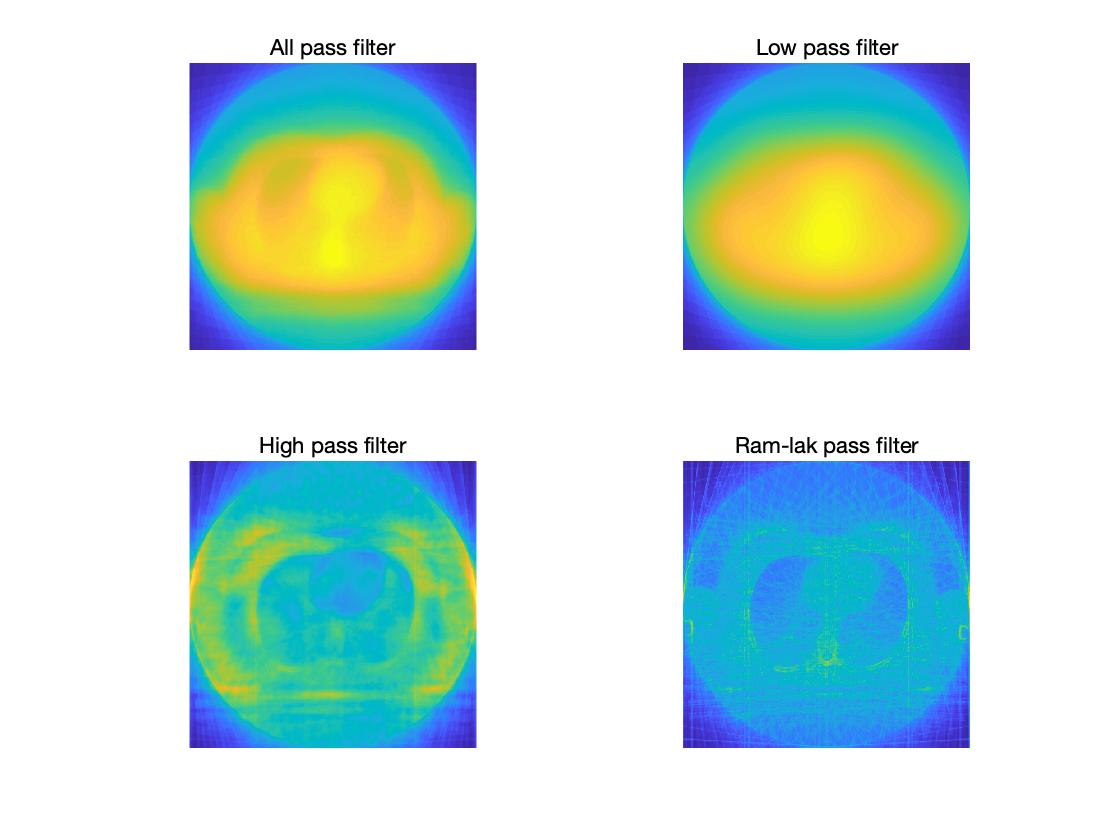 All pass filter
Low pass filter
High pass filter
Ram-lak pass filter